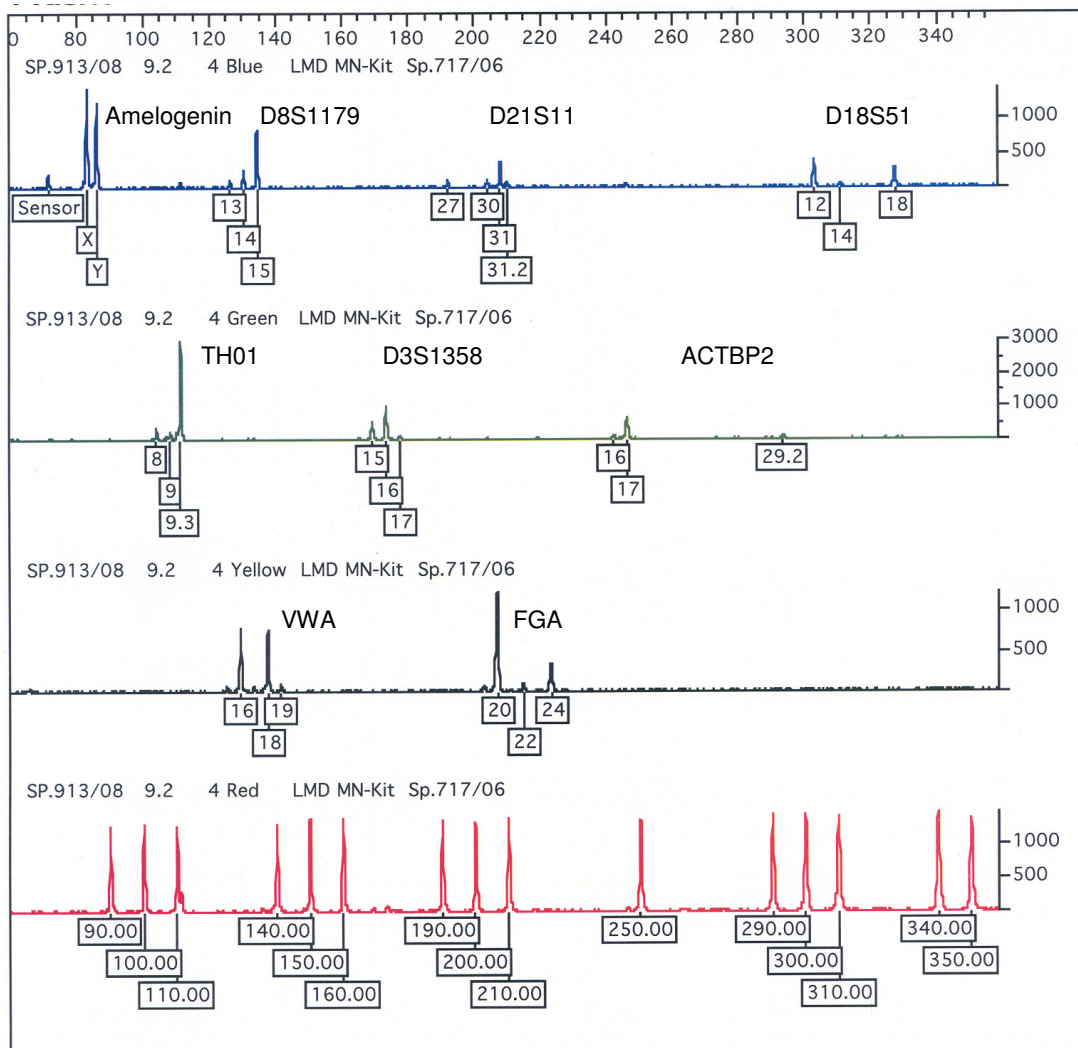 0 80 100 120 140 160 180 200 220 240 260 280 300 320 340
SP.913/08 9.2 4 Blue LMD MN-Kit Sp.717/06
Amelogenin D8S1179 D21S11 D18S51
1000
500
Sensor 13 27 30 12 18
X 14 31 14
Y 15 31.2
SP.913/08 9.2 4 Green LMD MN-Kit Sp.717/06
TH01 D3S1358 ACTBP2
3000
2000
1000
8 15 16 29.2
9 16 17
9.3 17
SP.913/08 9.2 4 Yellow LMD MN-Kit Sp.717/06
VWA FGA
1000
500
16 19 20 24
18 22
SP.913/08 9.2 4 Red LMD MN-Kit Sp.717/06
1000
500
90.00 140.00 190.00 250.00 290.00 340.00
100.00 150.00 200.00 300.00 350.00
110.00 160.00 210.00 310.00